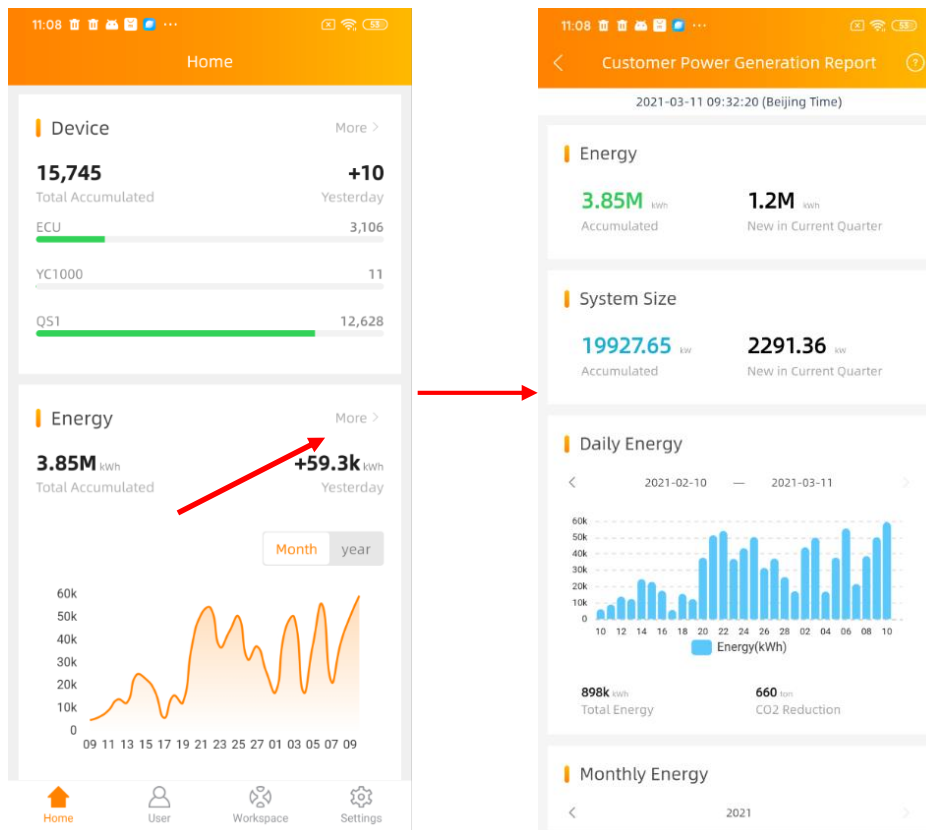 11:08 ··· 53
Home
Device More >
15,745 +10
Total Accumulated Yesterday
ECU 3,106
YC1000 11
QS1 12,628
Energy More >
3.85M kWh +59.3k kWh
Total Accumulated Yesterday
Month year
60k
50k
40k
30k
20k
10k
0
09 11 13 15 17 19 21 23 25 27 01 03 05 07 09
Home User Workspace Settings
11:08 ··· 53
< Customer Power Generation Report ?
2021-03-11 09:32:20 (Beijing Time)
Energy
3.85M kWh 1.2M kWh
Accumulated New in Current Quarter
System Size
19927.65 kW 2291.36 kW
Accumulated New in Current Quarter
Daily Energy
< 2021-02-10 — 2021-03-11 >
60k
50k
40k
30k
20k
10k
0
10 12 14 16 18 20 22 24 26 28 02 04 06 08 10
Energy(kWh)
898k kWh 660 ton
Total Energy CO2 Reduction
Monthly Energy
< 2021 >